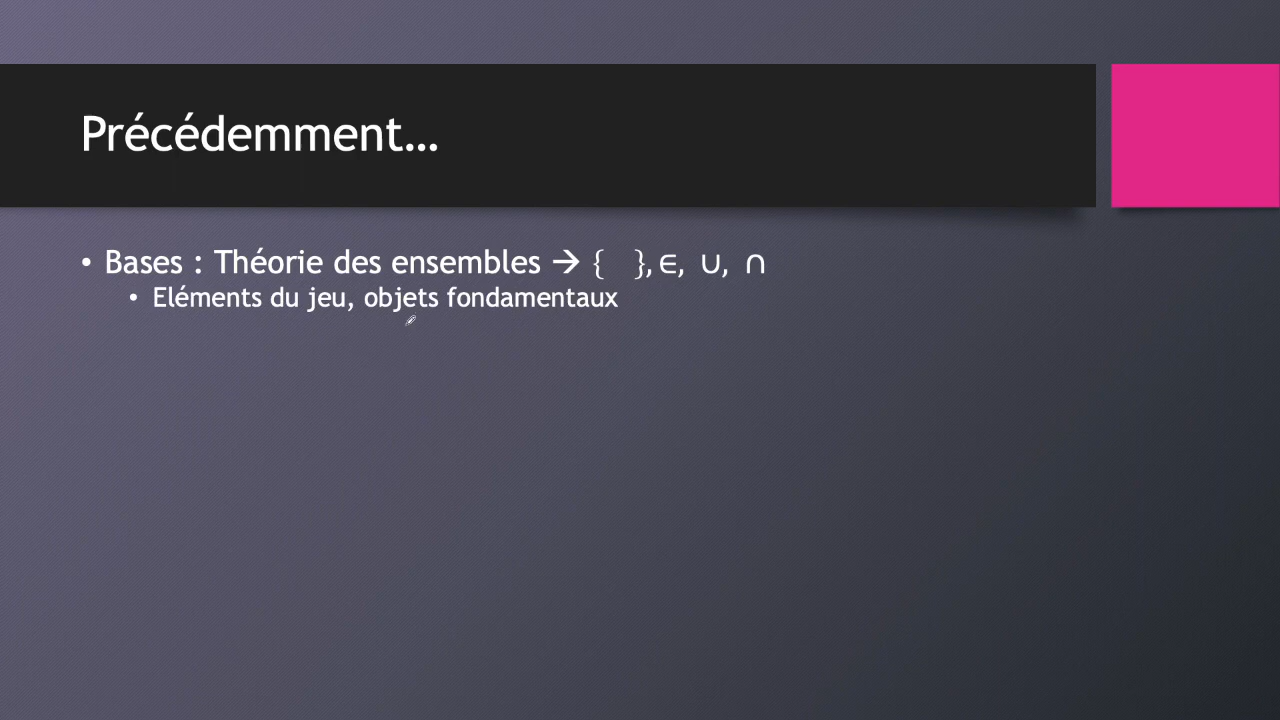 Précédemment…
• Bases : Théorie des ensembles → { }, ∈, ∪, ∩
• Eléments du jeu, objets fondamentaux